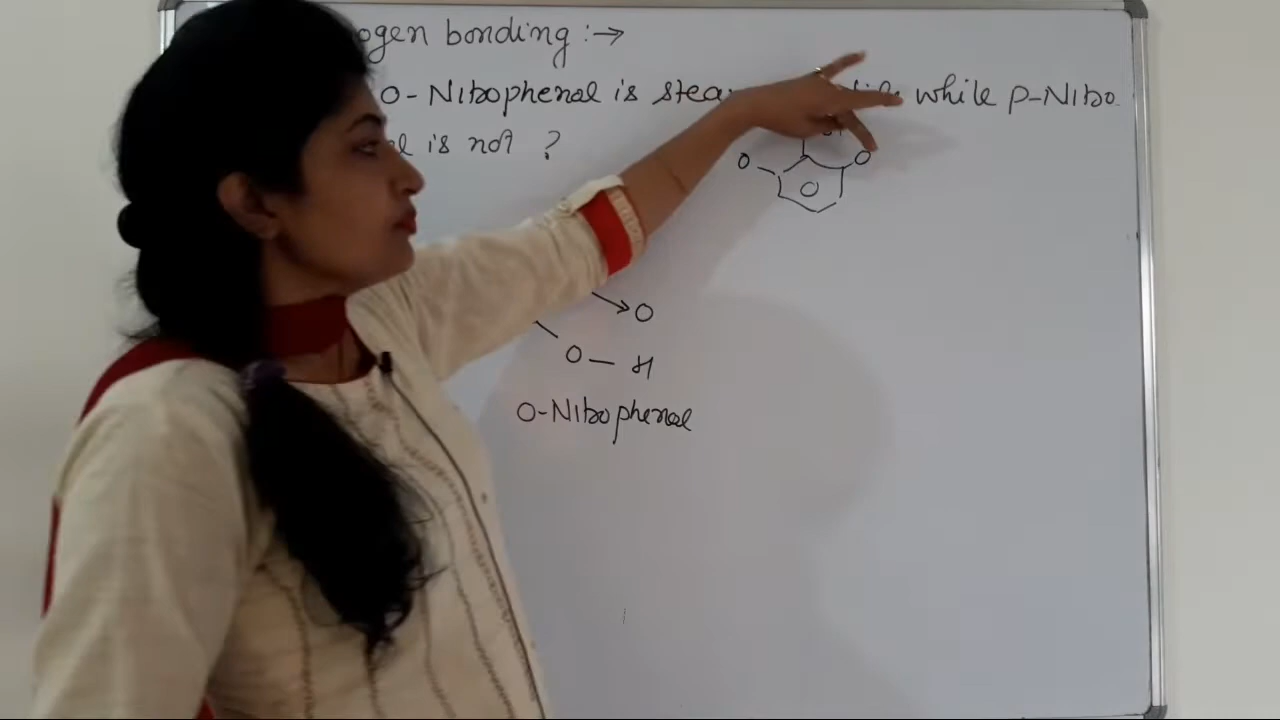 ogen bonding :→
O-Nitrophenol is stea while p-Nitro
l is not ?
O
O
O
→ O
O — H
O-Nitrophenol